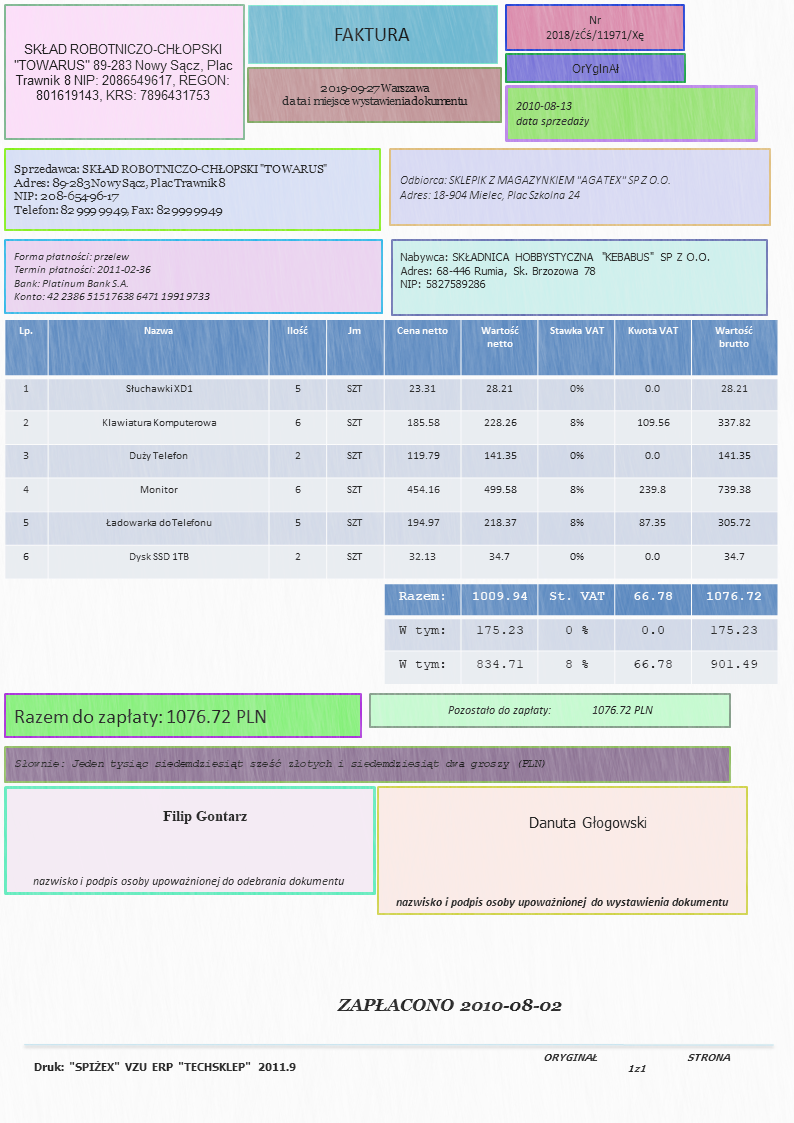 SKŁAD ROBOTNICZO-CHŁOPSKI
"TOWARUS" 89-283 Nowy Sącz, Plac
Trawnik 8 NIP: 2086549617, REGON:
801619143, KRS: 7896431753
FAKTURA
2019-09-27 Warszawa
data i miejsce wystawienia dokumentu
Nr
2018/żĆś/11971/Xę
OrYgInAł
2010-08-13
data sprzedaży
Sprzedawca: SKŁAD ROBOTNICZO-CHŁOPSKI "TOWARUS"
Adres: 89-283 Nowy Sącz, Plac Trawnik 8
NIP: 208-654-96-17
Telefon: 82 999 99 49, Fax: 82 999 99 49
Odbiorca: SKLEPIK Z MAGAZYNKIEM "AGATEX" SP Z O.O.
Adres: 18-904 Mielec, Plac Szkolna 24
Forma płatności: przelew
Termin płatności: 2011-02-36
Bank: Platinum Bank S.A.
Konto: 42 2386 5151 7638 6471 1991 9733
Nabywca: SKŁADNICA HOBBYSTYCZNA "KEBABUS" SP Z O.O.
Adres: 68-446 Rumia, Sk. Brzozowa 78
NIP: 5827589286
Lp. Nazwa Ilość Jm Cena netto Wartość netto Stawka VAT Kwota VAT Wartość brutto
1 Słuchawki XD1 5 SZT 23.31 28.21 0% 0.0 28.21
2 Klawiatura Komputerowa 6 SZT 185.58 228.26 8% 109.56 337.82
3 Duży Telefon 2 SZT 119.79 141.35 0% 0.0 141.35
4 Monitor 6 SZT 454.16 499.58 8% 239.8 739.38
5 Ładowarka do Telefonu 5 SZT 194.97 218.37 8% 87.35 305.72
6 Dysk SSD 1TB 2 SZT 32.13 34.7 0% 0.0 34.7
Razem: 1009.94 St. VAT 66.78 1076.72
W tym: 175.23 0 % 0.0 175.23
W tym: 834.71 8 % 66.78 901.49
Razem do zapłaty: 1076.72 PLN
Pozostało do zapłaty: 1076.72 PLN
Słownie: Jeden tysiąc siedemdziesiąt sześć złotych i siedemdziesiąt dwa groszy (PLN)
Filip Gontarz
nazwisko i podpis osoby upoważnionej do odebrania dokumentu
Danuta Głogowski
nazwisko i podpis osoby upoważnionej do wystawienia dokumentu
ZAPŁACONO 2010-08-02
Druk: "SPIŻEX" VZU ERP "TECHSKLEP" 2011.9
ORYGINAŁ STRONA
1z1